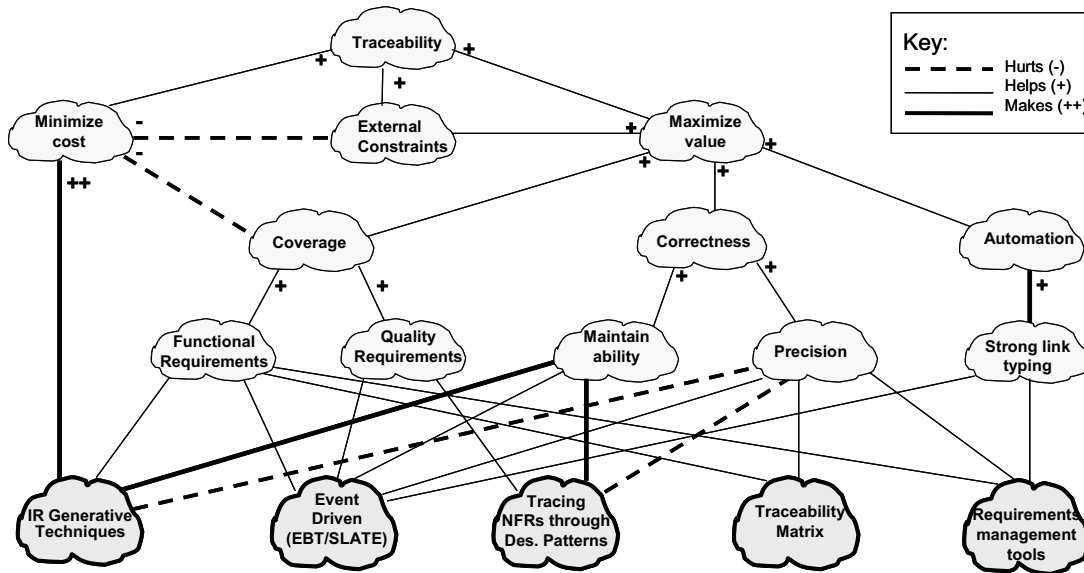 Traceability
Key:
Hurts (-)
Helps (+)
Makes (++)
+
+
+
Minimize
cost
-
-
++
External
Constraints
Maximize
value
+
+
+
+
Coverage
Correctness
Automation
+
+
+
+
+
Functional
Requirements
Quality
Requirements
Maintain
ability
Precision
Strong link
typing
IR Generative
Techniques
Event
Driven
(EBT/SLATE)
Tracing
NFRs through
Des. Patterns
Traceability
Matrix
Requirements
management
tools